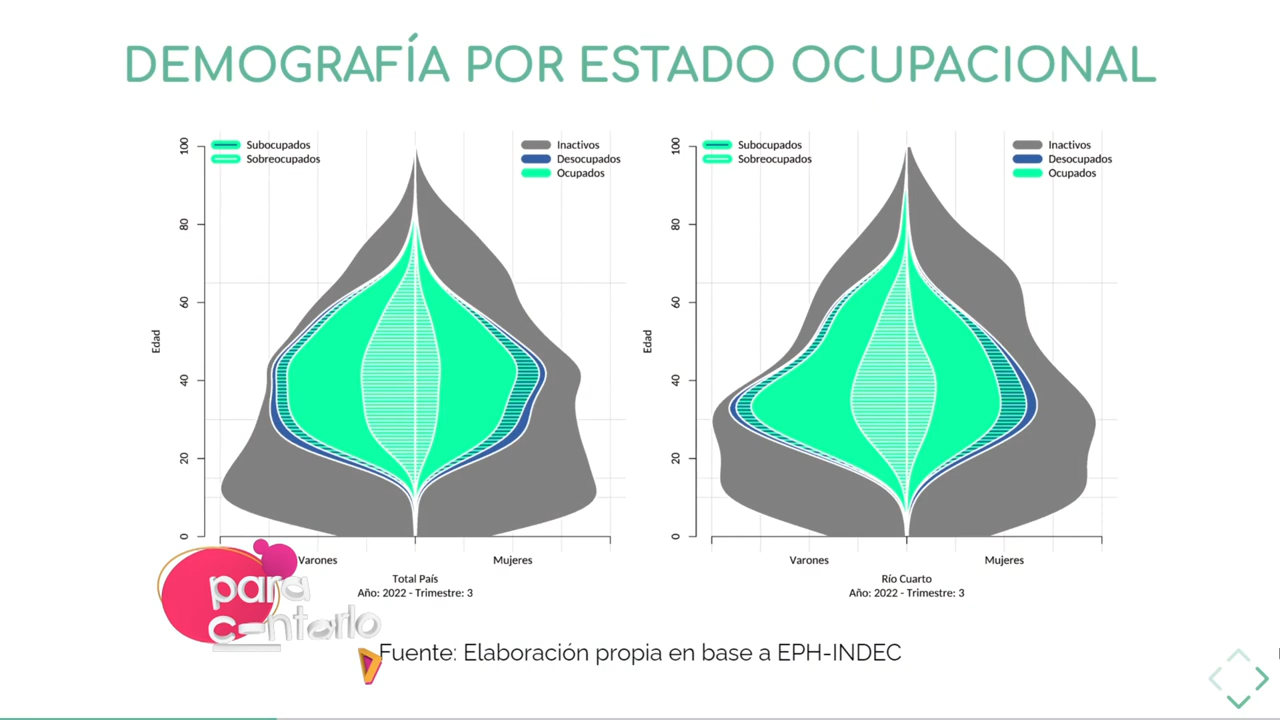 DEMOGRAFÍA POR ESTADO OCUPACIONAL
Subocupados
Sobreocupados
Inactivos
Desocupados
Ocupados
100
80
60
40
20
0
Edad
Varones
Mujeres
Total País
Año: 2022 - Trimestre: 3
Subocupados
Sobreocupados
Inactivos
Desocupados
Ocupados
100
80
60
40
20
0
Edad
Varones
Mujeres
Río Cuarto
Año: 2022 - Trimestre: 3
para
contarlo
Fuente: Elaboración propia en base a EPH-INDEC